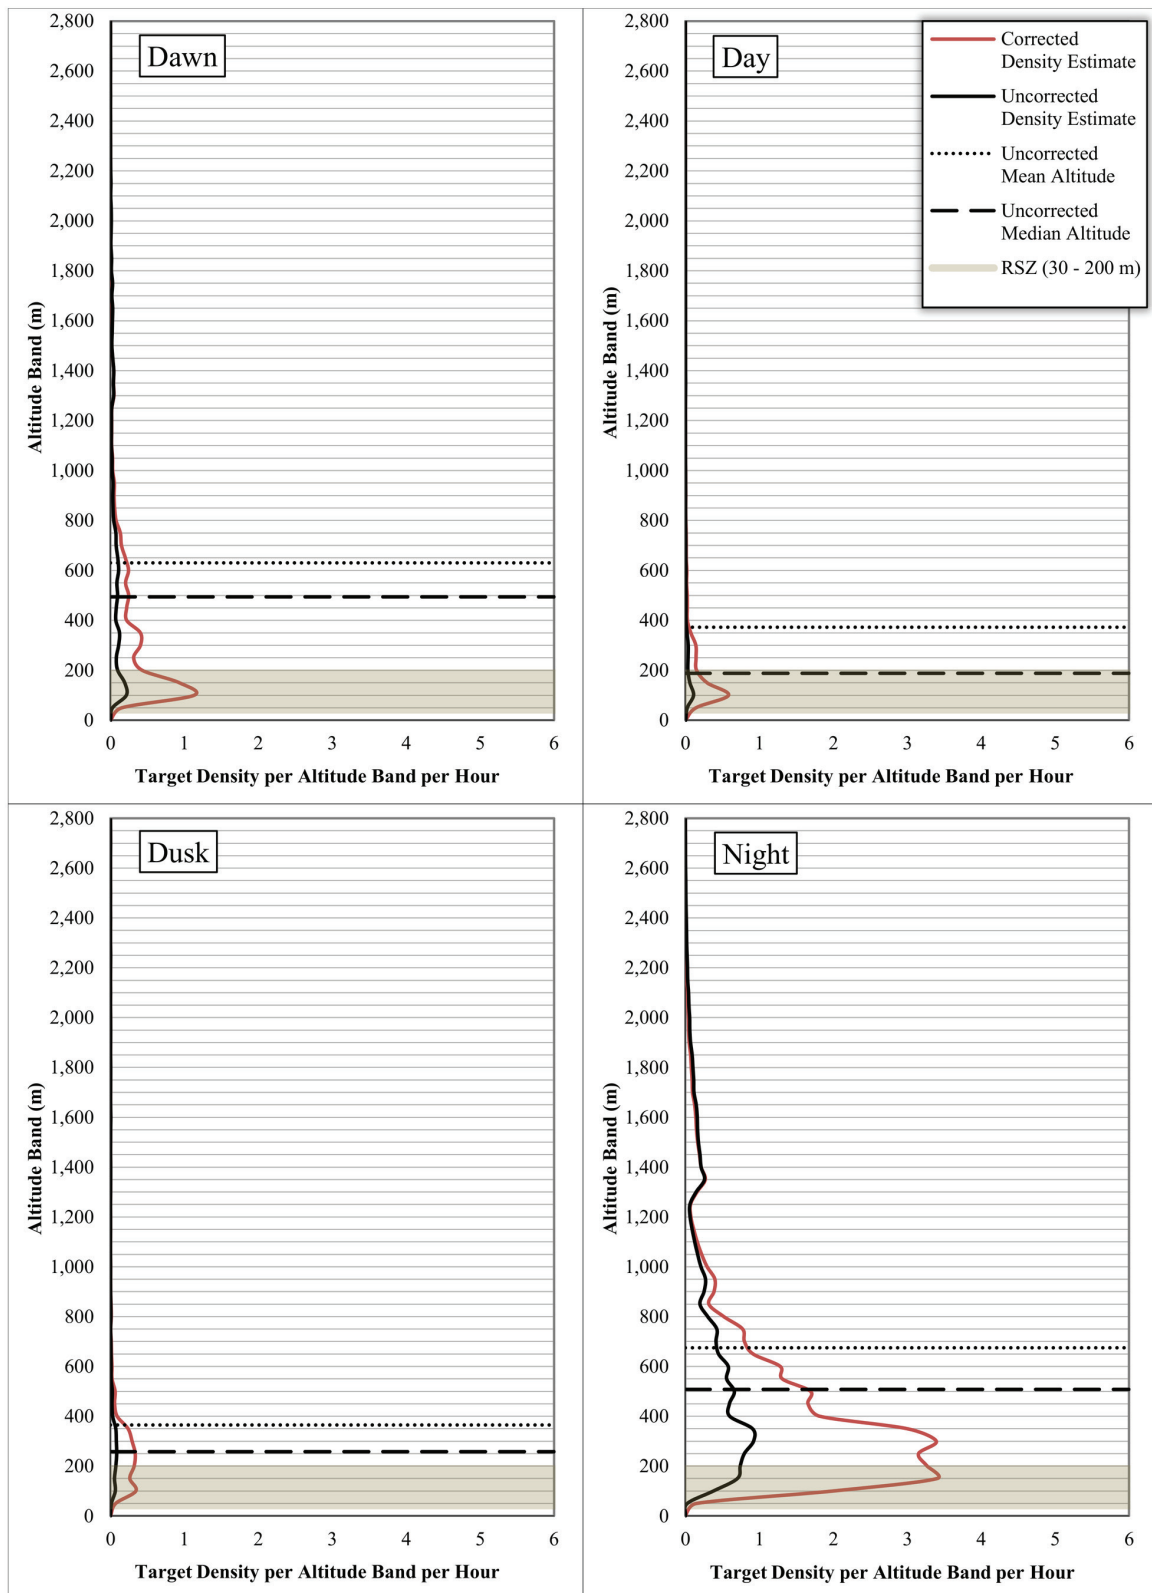 Dawn
2,800
2,600
2,400
2,200
2,000
1,800
1,600
1,400
1,200
1,000
800
600
400
200
0
Altitude Band (m)
0 1 2 3 4 5 6
Target Density per Altitude Band per Hour
Day
2,800
2,600
2,400
2,200
2,000
1,800
1,600
1,400
1,200
1,000
800
600
400
200
0
Altitude Band (m)
0 1 2 3 4 5 6
Target Density per Altitude Band per Hour
Corrected
Density Estimate
Uncorrected
Density Estimate
Uncorrected
Mean Altitude
Uncorrected
Median Altitude
RSZ (30 - 200 m)
Dusk
2,800
2,600
2,400
2,200
2,000
1,800
1,600
1,400
1,200
1,000
800
600
400
200
0
Altitude Band (m)
0 1 2 3 4 5 6
Target Density per Altitude Band per Hour
Night
2,800
2,600
2,400
2,200
2,000
1,800
1,600
1,400
1,200
1,000
800
600
400
200
0
Altitude Band (m)
0 1 2 3 4 5 6
Target Density per Altitude Band per Hour